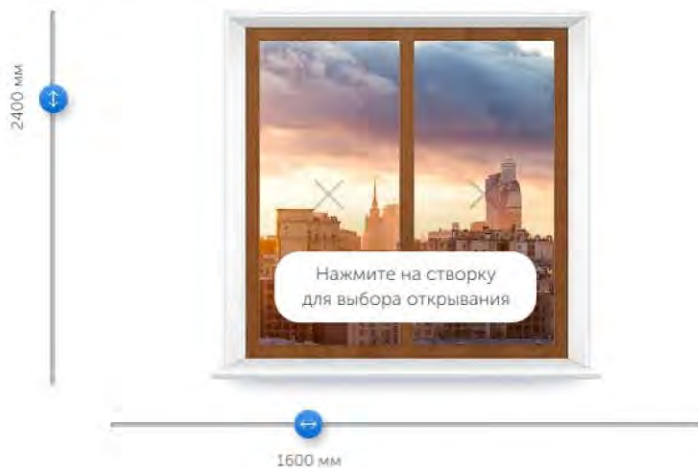 2400 мм
Нажмите на створку
для выбора открывания
1600 мм